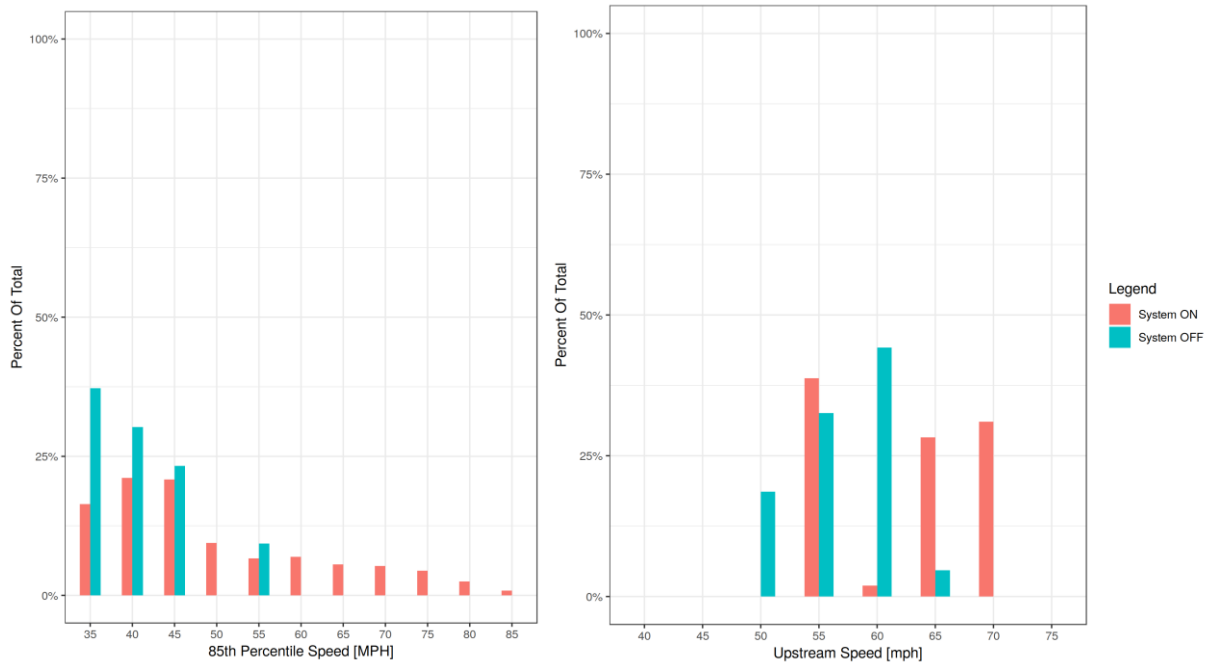 Percent Of Total
100%
75%
50%
25%
0%
35 40 45 50 55 60 65 70 75 80 85
85th Percentile Speed [MPH]
Percent Of Total
100%
75%
50%
25%
0%
40 45 50 55 60 65 70 75
Upstream Speed [mph]
Legend
System ON
System OFF